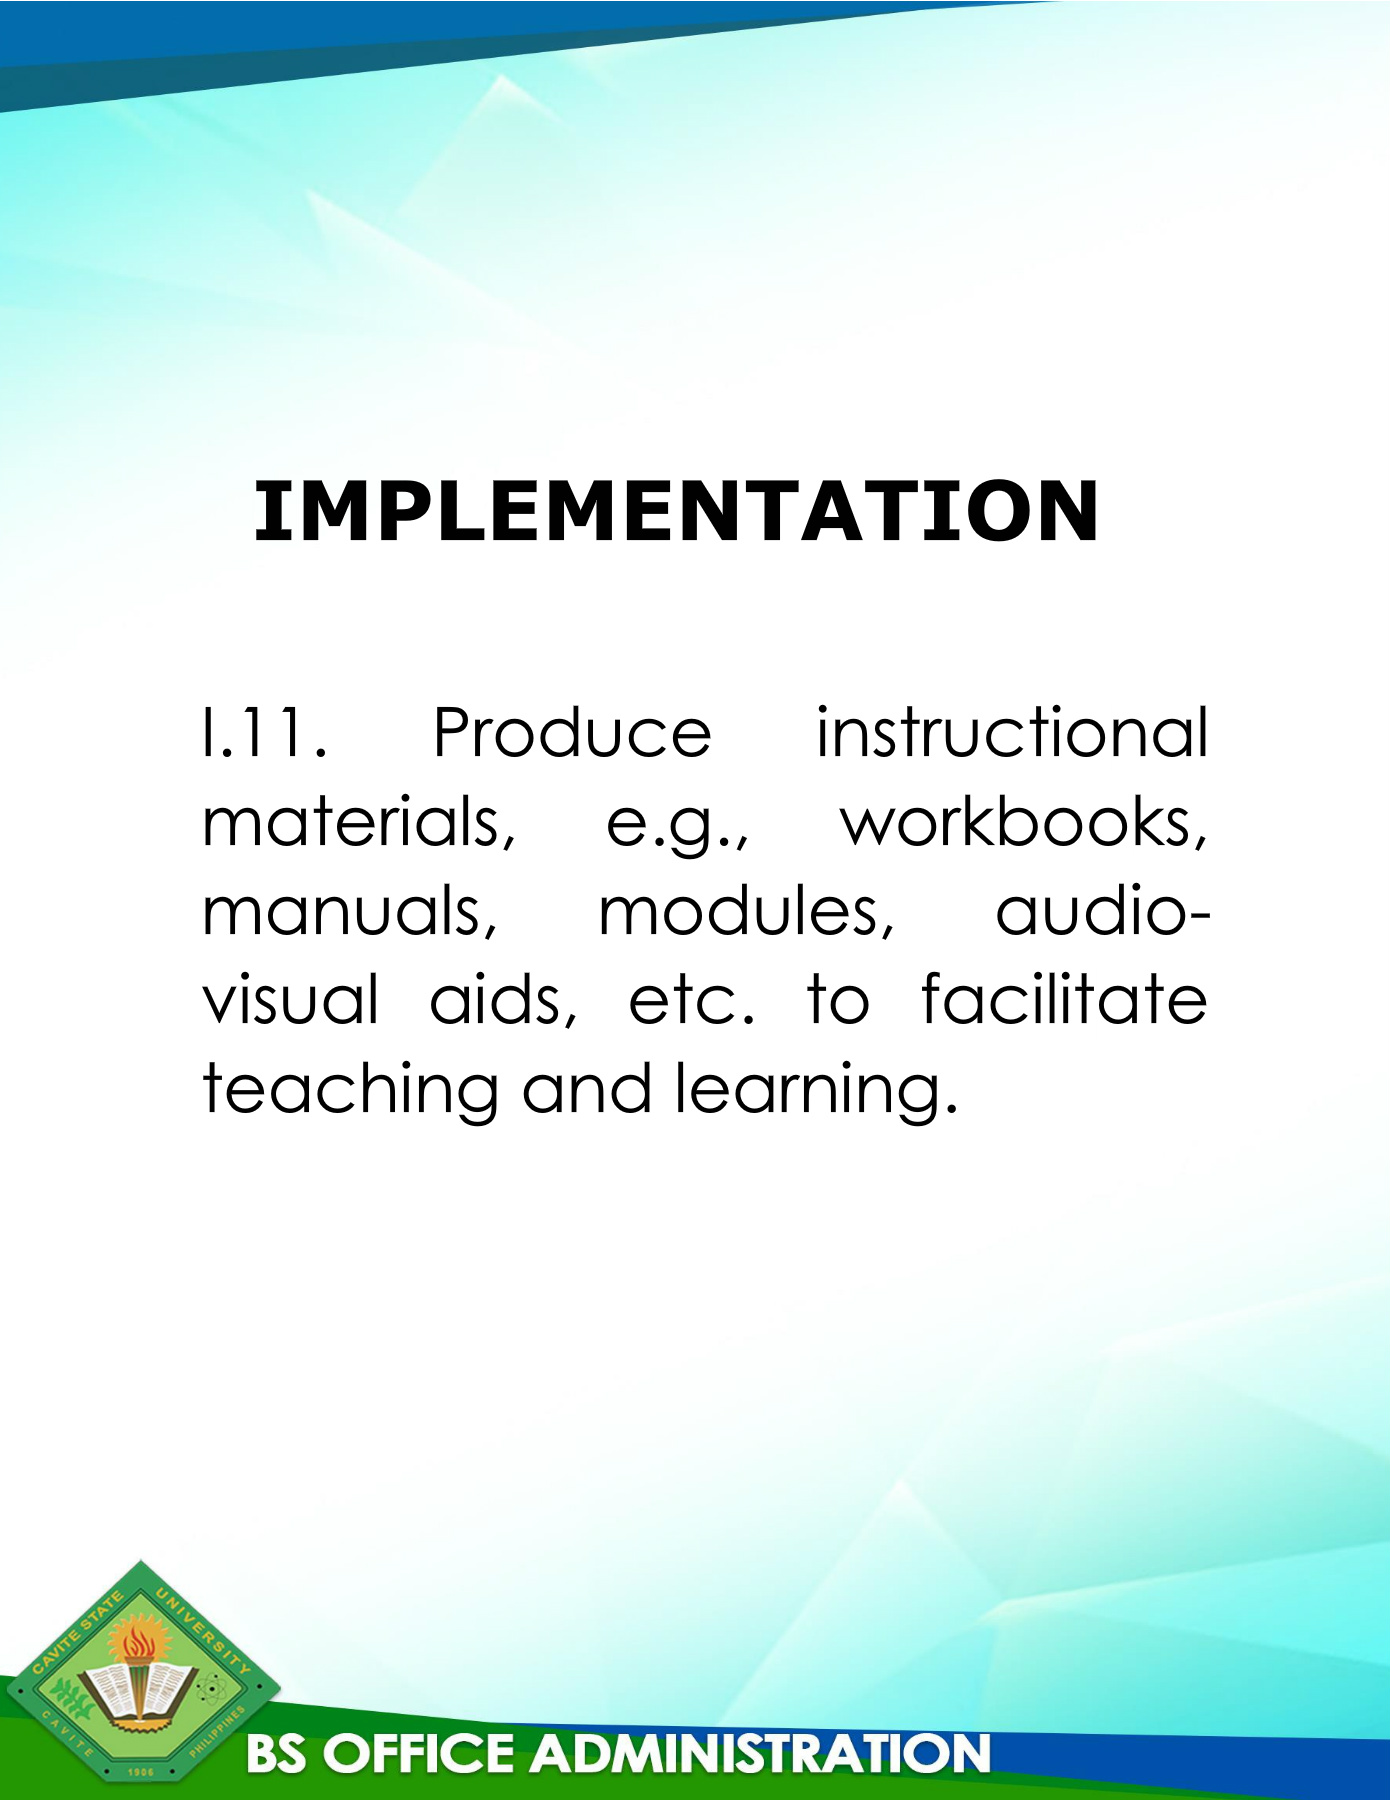 IMPLEMENTATION
I.11. Produce instructional
materials, e.g., workbooks,
manuals, modules, audio-
visual aids, etc. to facilitate
teaching and learning.
CAVITE STATE UNIVERSITY
CAVITE
1906
PHILIPPINES
BS OFFICE ADMINISTRATION